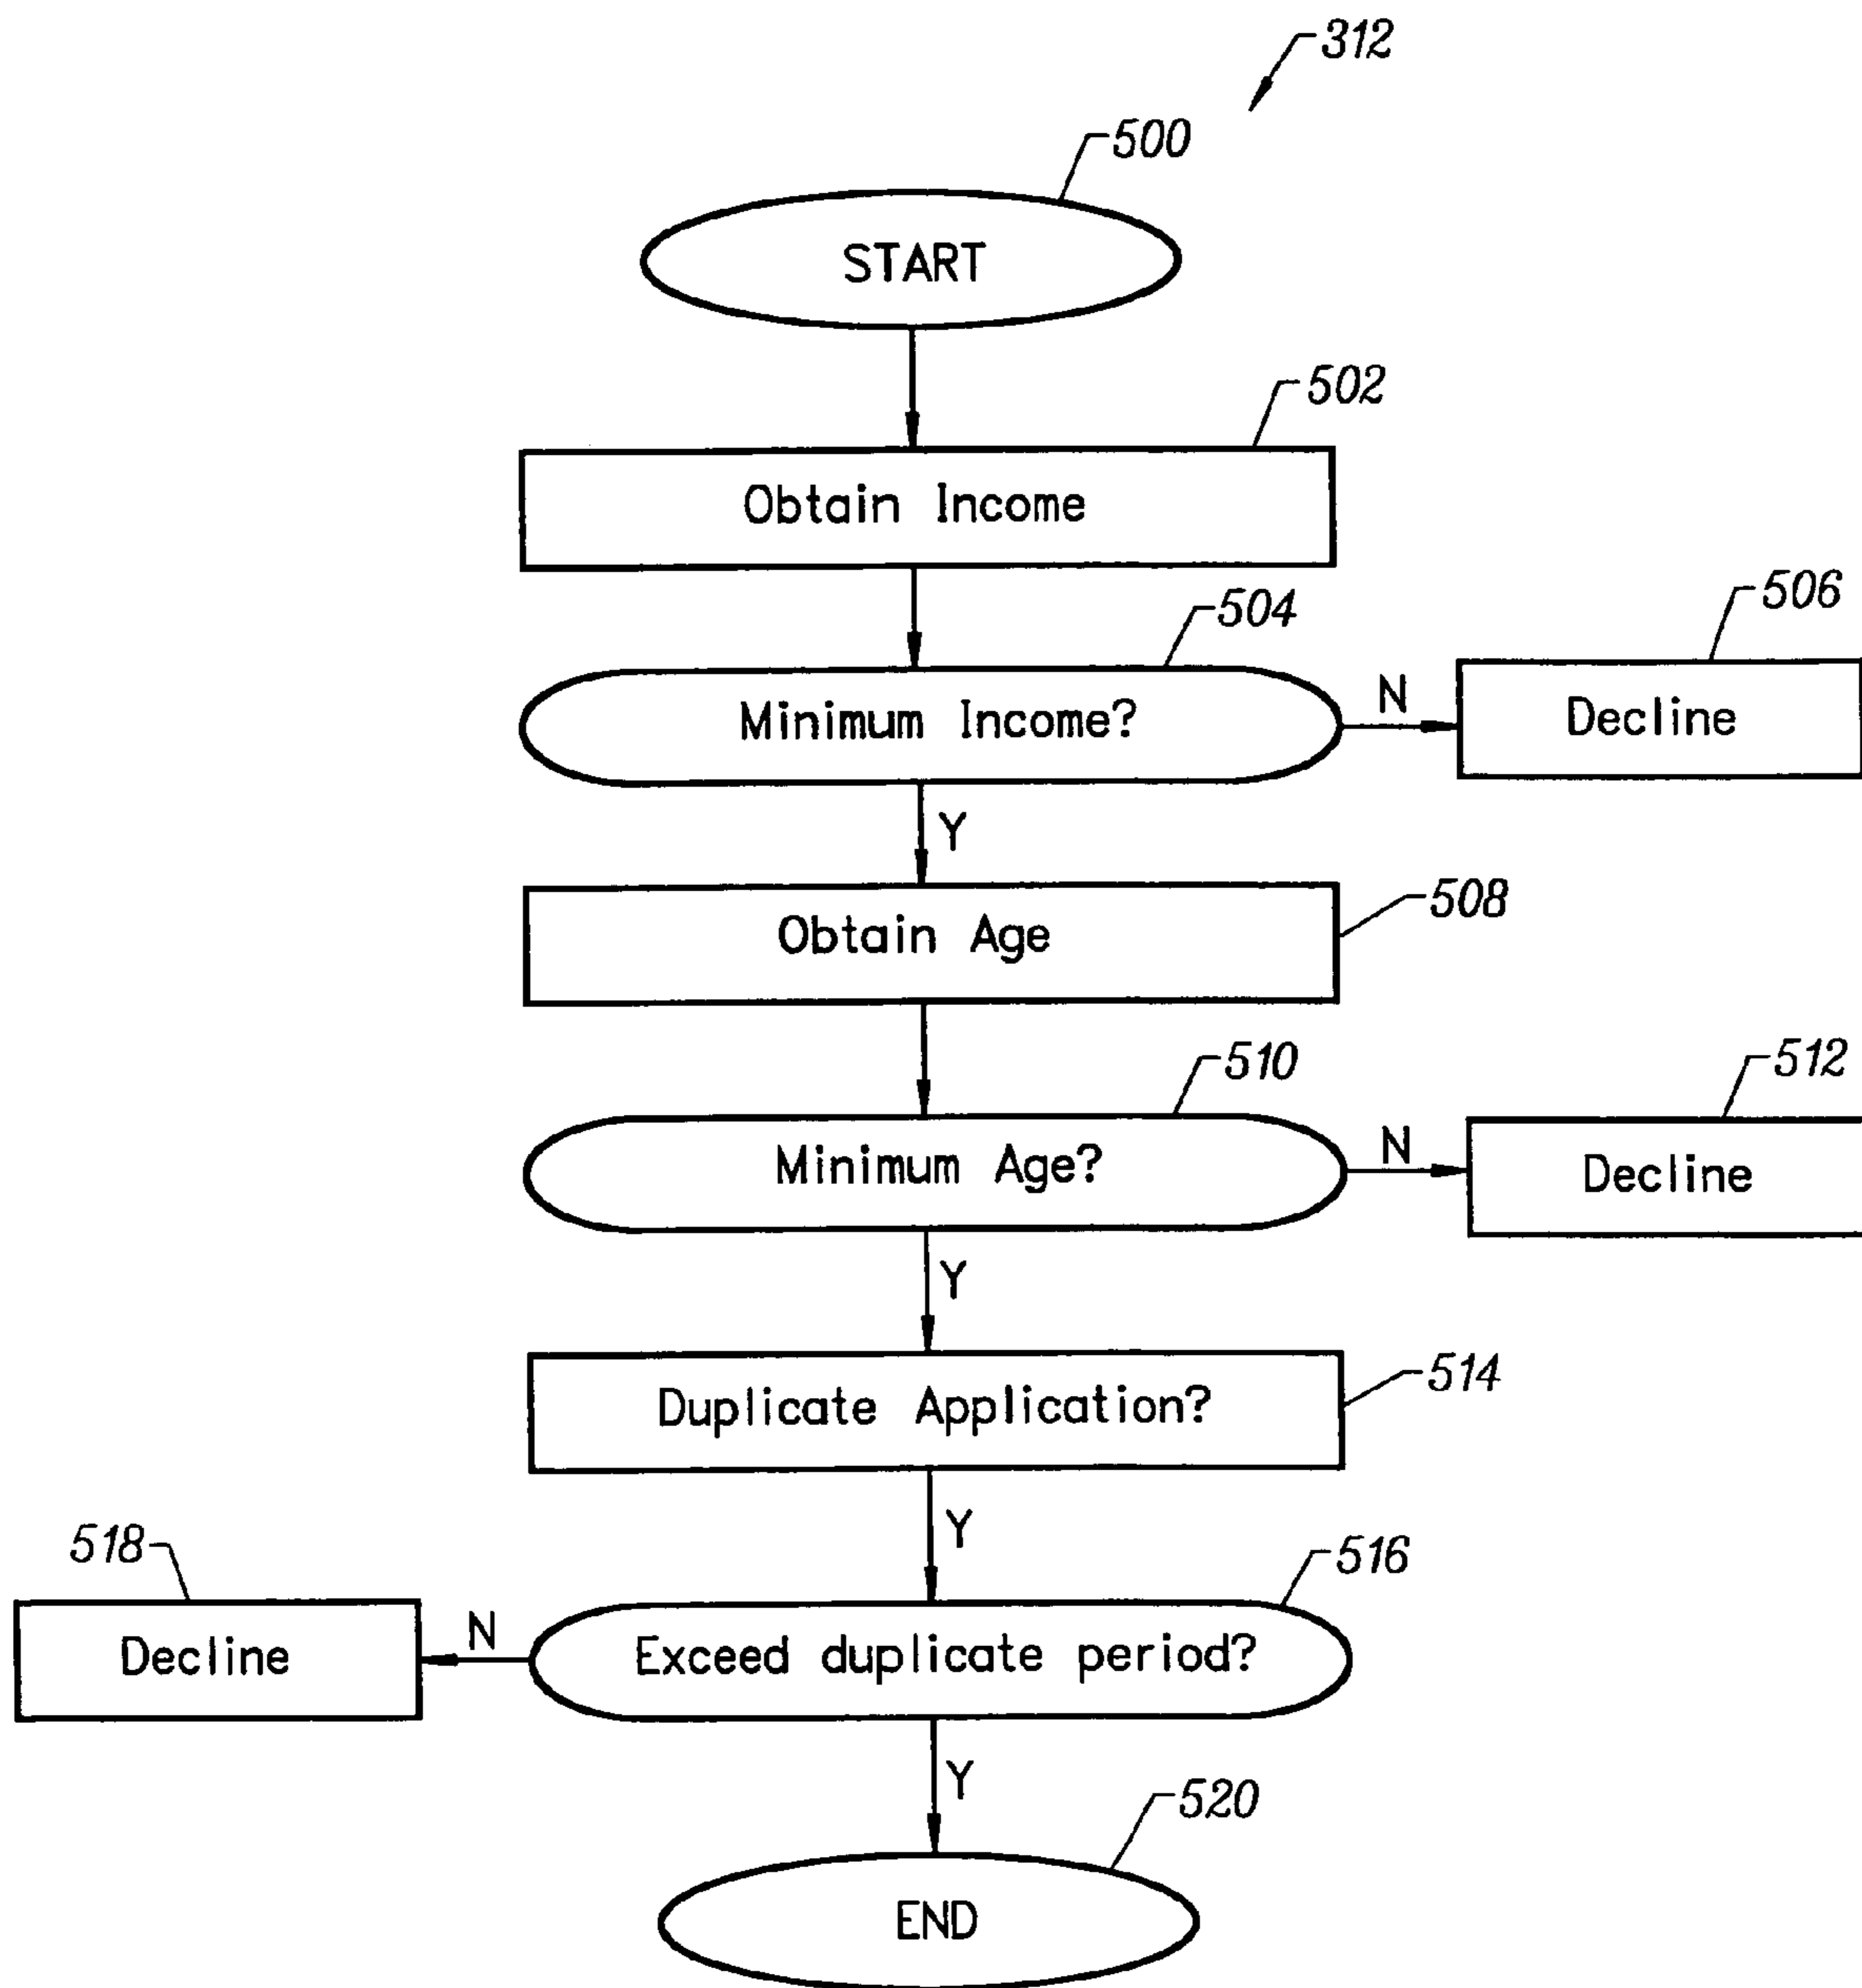 312
500
START
502
Obtain Income
504
506
Minimum Income?
N
Decline
Y
508
Obtain Age
510
512
Minimum Age?
N
Decline
Y
514
Duplicate Application?
Y
518
516
Decline
N
Exceed duplicate period?
Y
520
END